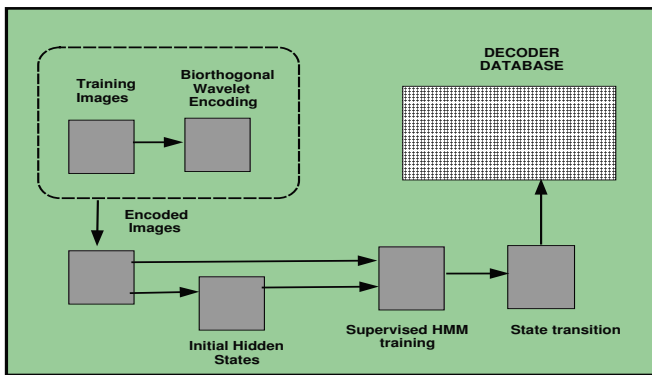 DECODER
DATABASE
Training
Images
Biorthogonal
Wavelet
Encoding
Encoded
Images
Initial Hidden
States
Supervised HMM
training
State transition